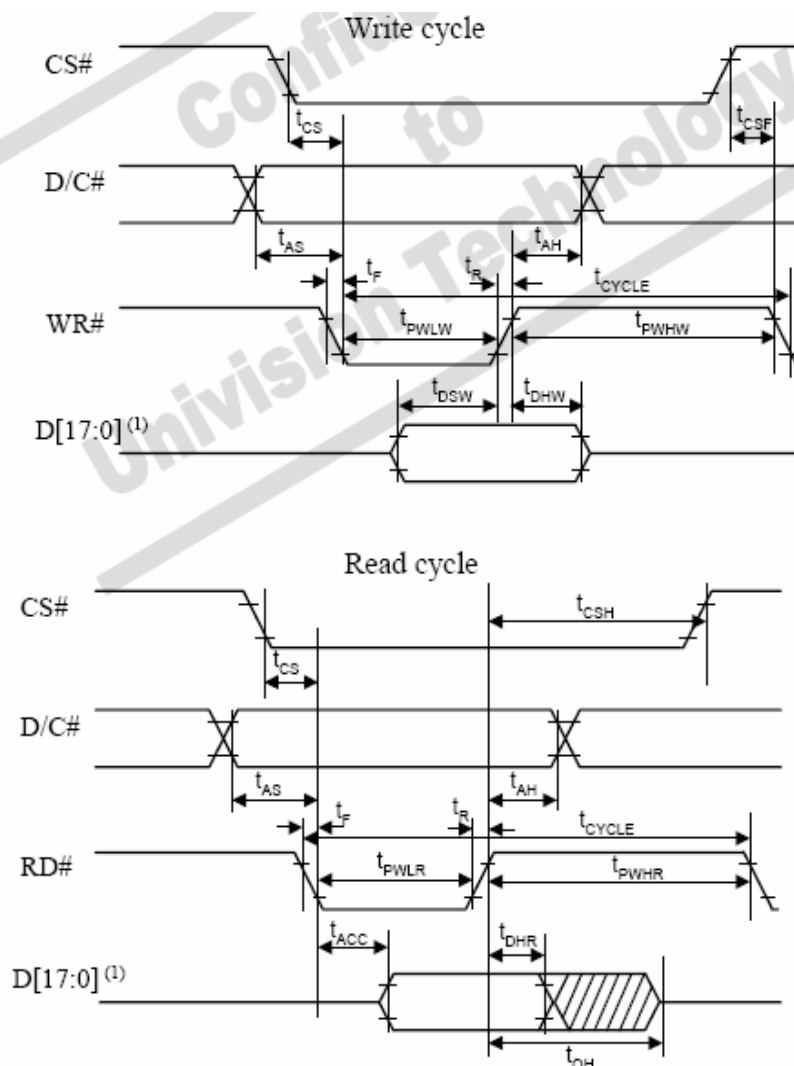 Write cycle
CS#
tCS
tCSF
D/C#
tAS
tF
tR
tAH
tCYCLE
WR#
tPWLW
tPWHW
tDSW
tDHW
D[17:0] (1)
to
Univision Technology
Read cycle
CS#
tCSH
tCS
D/C#
tAS
tF
tR
tAH
tCYCLE
RD#
tPWLR
tPWHR
tACC
tDHR
D[17:0] (1)
tOH